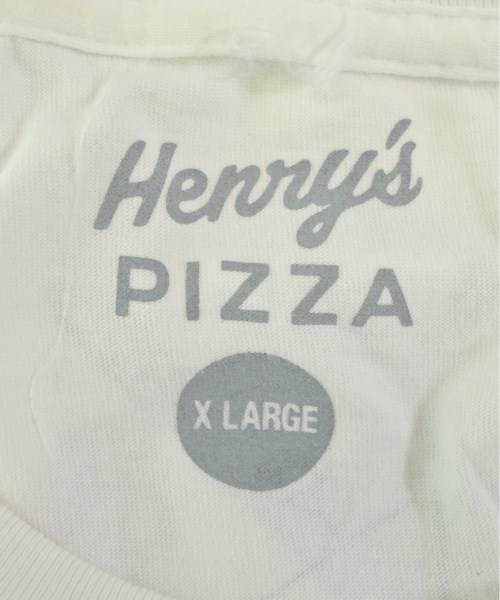 Henry's
PIZZA
X LARGE